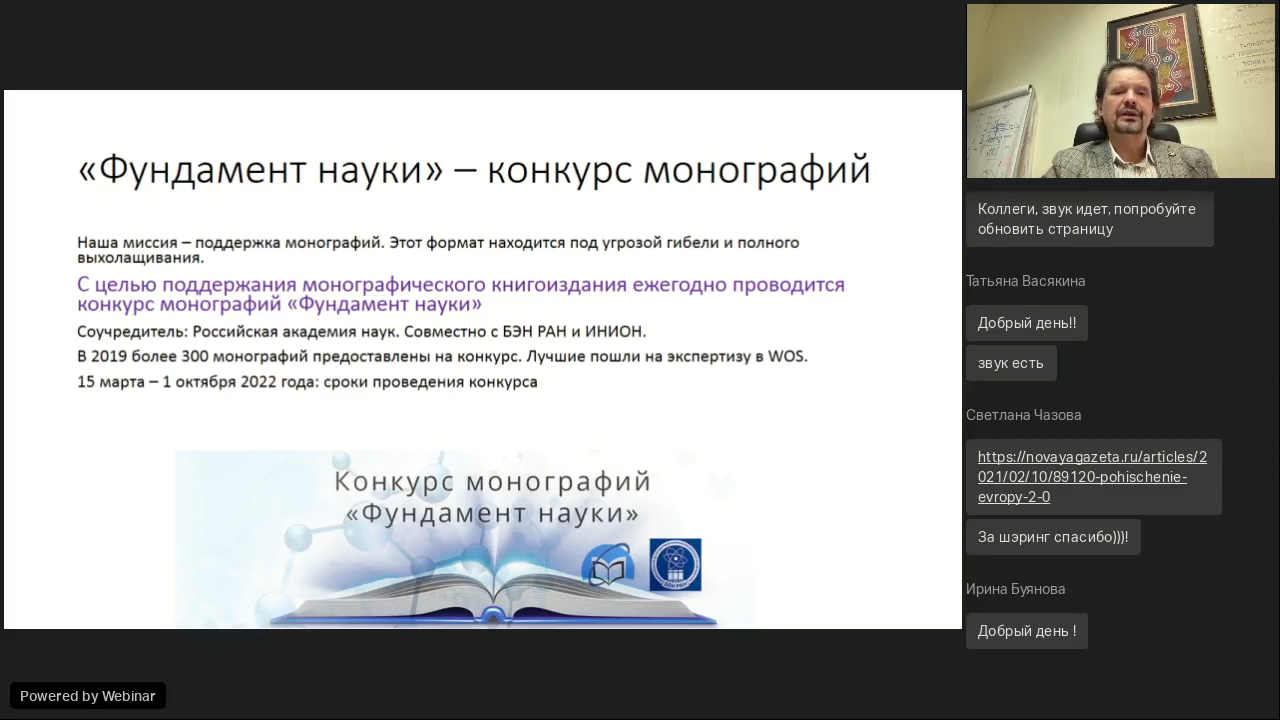 «Фундамент науки» – конкурс монографий
Наша миссия – поддержка монографий. Этот формат находится под угрозой гибели и полного
выхолащивания.
С целью поддержания монографического книгоиздания ежегодно проводится
конкурс монографий «Фундамент науки»
Соучредитель: Российская академия наук. Совместно с БЭН РАН и ИНИОН.
В 2019 более 300 монографий предоставлены на конкурс. Лучшие пошли на экспертизу в WOS.
15 марта – 1 октября 2022 года: сроки проведения конкурса
Конкурс монографий
«Фундамент науки»
Коллеги, звук идет, попробуйте
обновить страницу
Татьяна Васякина
Добрый день!!
звук есть
Светлана Чазова
https://novayagazeta.ru/articles/2
021/02/10/89120-pohischenie-
evropy-2-0
За шэринг спасибо)))!
Ирина Буянова
Добрый день !
Powered by Webinar